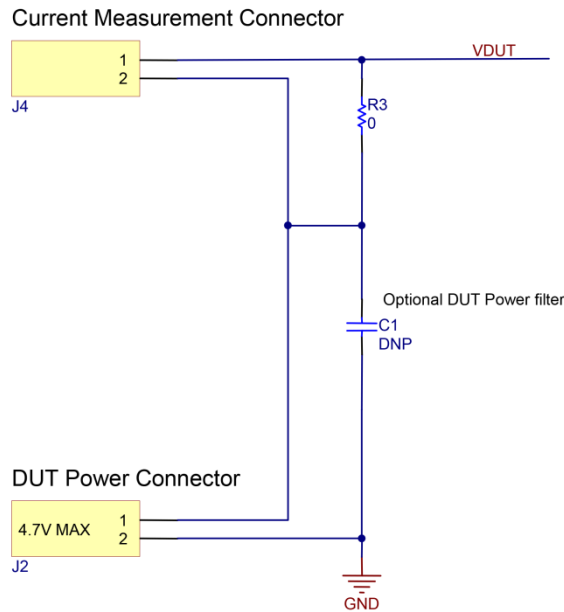 Current Measurement Connector
1
2
J4
VDUT
R3
0
Optional DUT Power filter
C1
DNP
DUT Power Connector
4.7V MAX
1
2
J2
GND